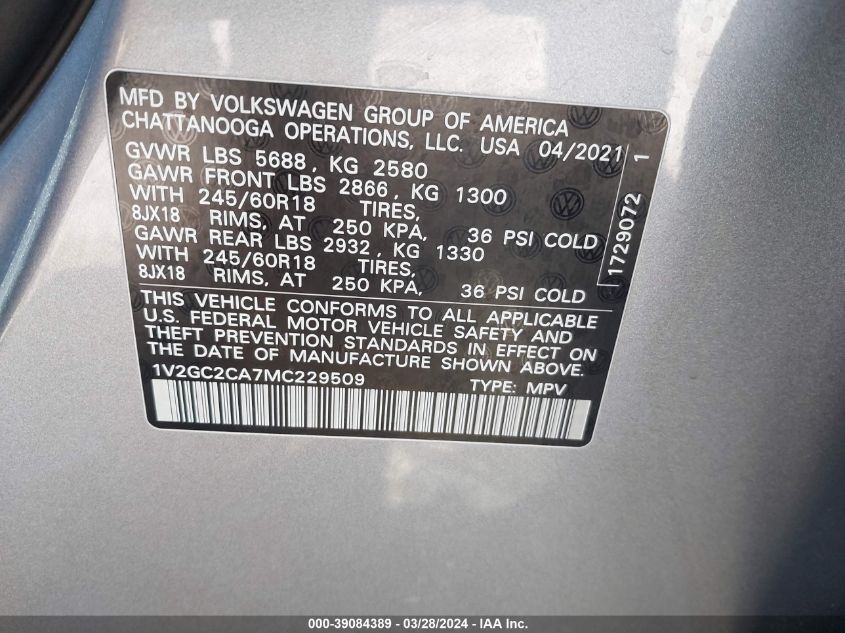 MFD BY VOLKSWAGEN GROUP OF AMERICA
CHATTANOOGA OPERATIONS, LLC. USA 04/2021
GVWR LBS 5688, KG 2580
GAWR FRONT LBS 2866, KG 1300
WITH 245/60R18 TIRES,
8JX18 RIMS, AT 250 KPA, 36 PSI COLD
GAWR REAR LBS 2932, KG 1330
WITH 245/60R18 TIRES,
8JX18 RIMS, AT 250 KPA, 36 PSI COLD
1729072 1
THIS VEHICLE CONFORMS TO ALL APPLICABLE
U.S. FEDERAL MOTOR VEHICLE SAFETY AND
THEFT PREVENTION STANDARDS IN EFFECT ON
THE DATE OF MANUFACTURE SHOWN ABOVE.
1V2GC2CA7MC229509 TYPE: MPV
000-39084389 - 03/28/2024 - IAA Inc.